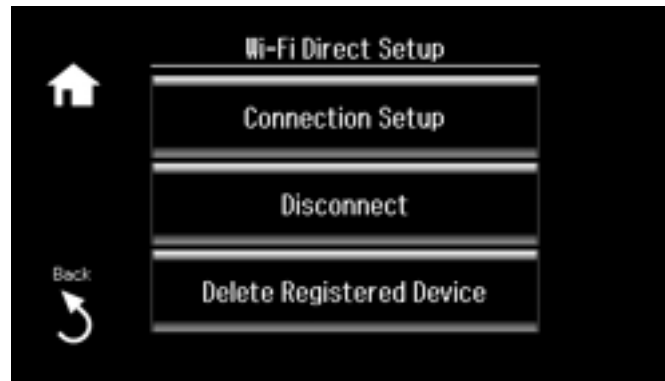 Wi-Fi Direct Setup
Connection Setup
Disconnect
Back
Delete Registered Device